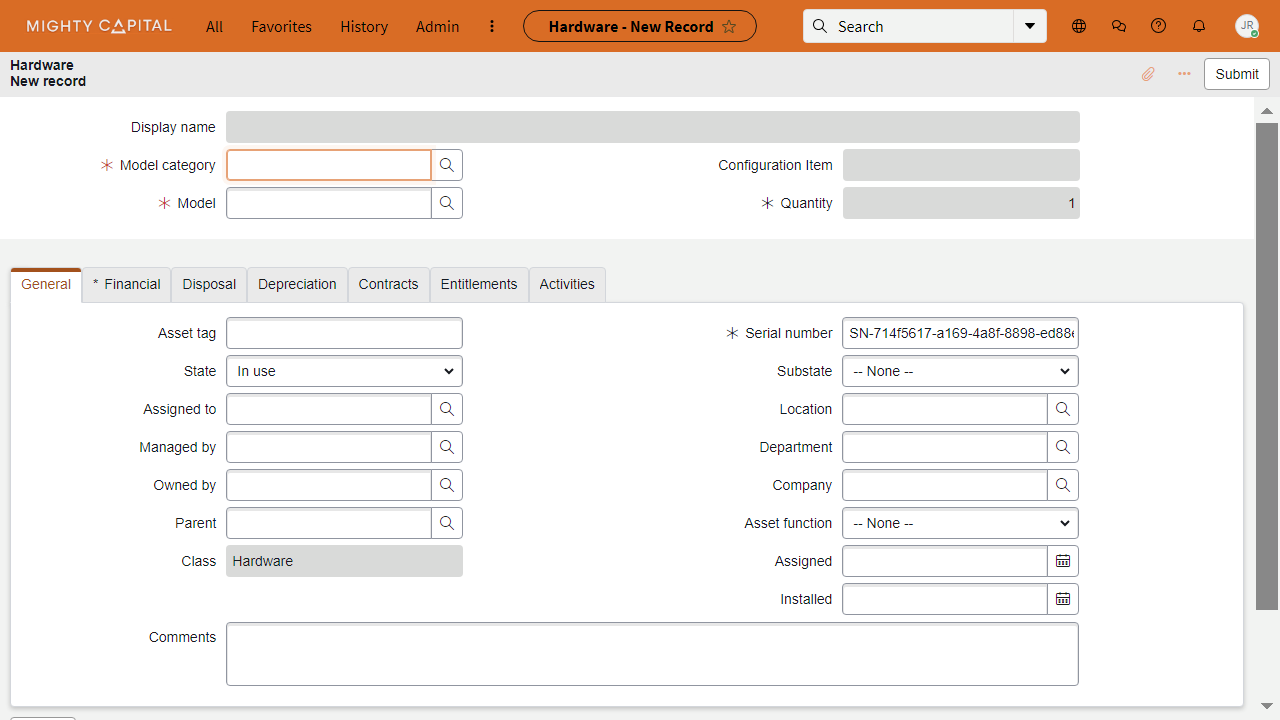 MIGHTY CAPITAL All Favorites History Admin Hardware - New Record Search JR
Hardware
New record
Submit
Display name
Model category
Configuration Item
Model
Quantity 1
General * Financial Disposal Depreciation Contracts Entitlements Activities
Asset tag
Serial number SN-714f5617-a169-4a8f-8898-ed88
State In use
Substate -- None --
Assigned to
Location
Managed by
Department
Owned by
Company
Parent
Asset function -- None --
Class Hardware
Assigned
Installed
Comments